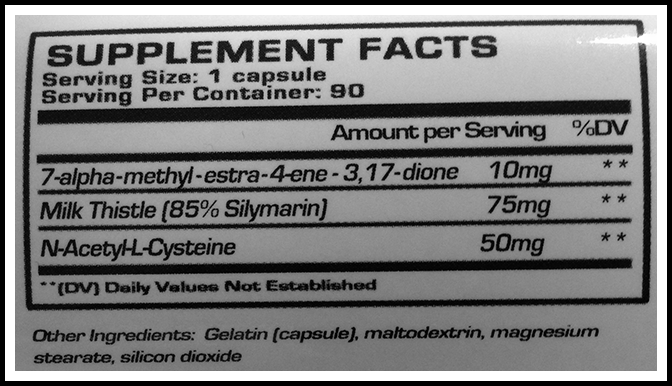 SUPPLEMENT FACTS
Serving Size: 1 capsule
Serving Per Container: 90
Amount per Serving %DV
7-alpha-methyl-estra-4-ene - 3,17-dione 10mg **
Milk Thistle (85% Silymarin) 75mg **
N-Acetyl-L-Cysteine 50mg **
**(DV) Daily Values Not Established
Other Ingredients: Gelatin (capsule), maltodextrin, magnesium
stearate, silicon dioxide